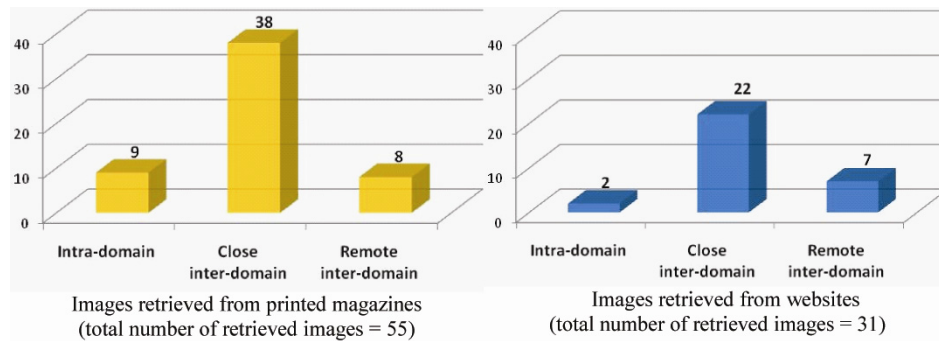 40
30
20
10
0
9
38
8
Intra-domain
Close
inter-domain
Remote
inter-domain
Images retrieved from printed magazines
(total number of retrieved images = 55)
40
30
20
10
0
2
22
7
Intra-domain
Close
inter-domain
Remote
inter-domain
Images retrieved from websites
(total number of retrieved images = 31)